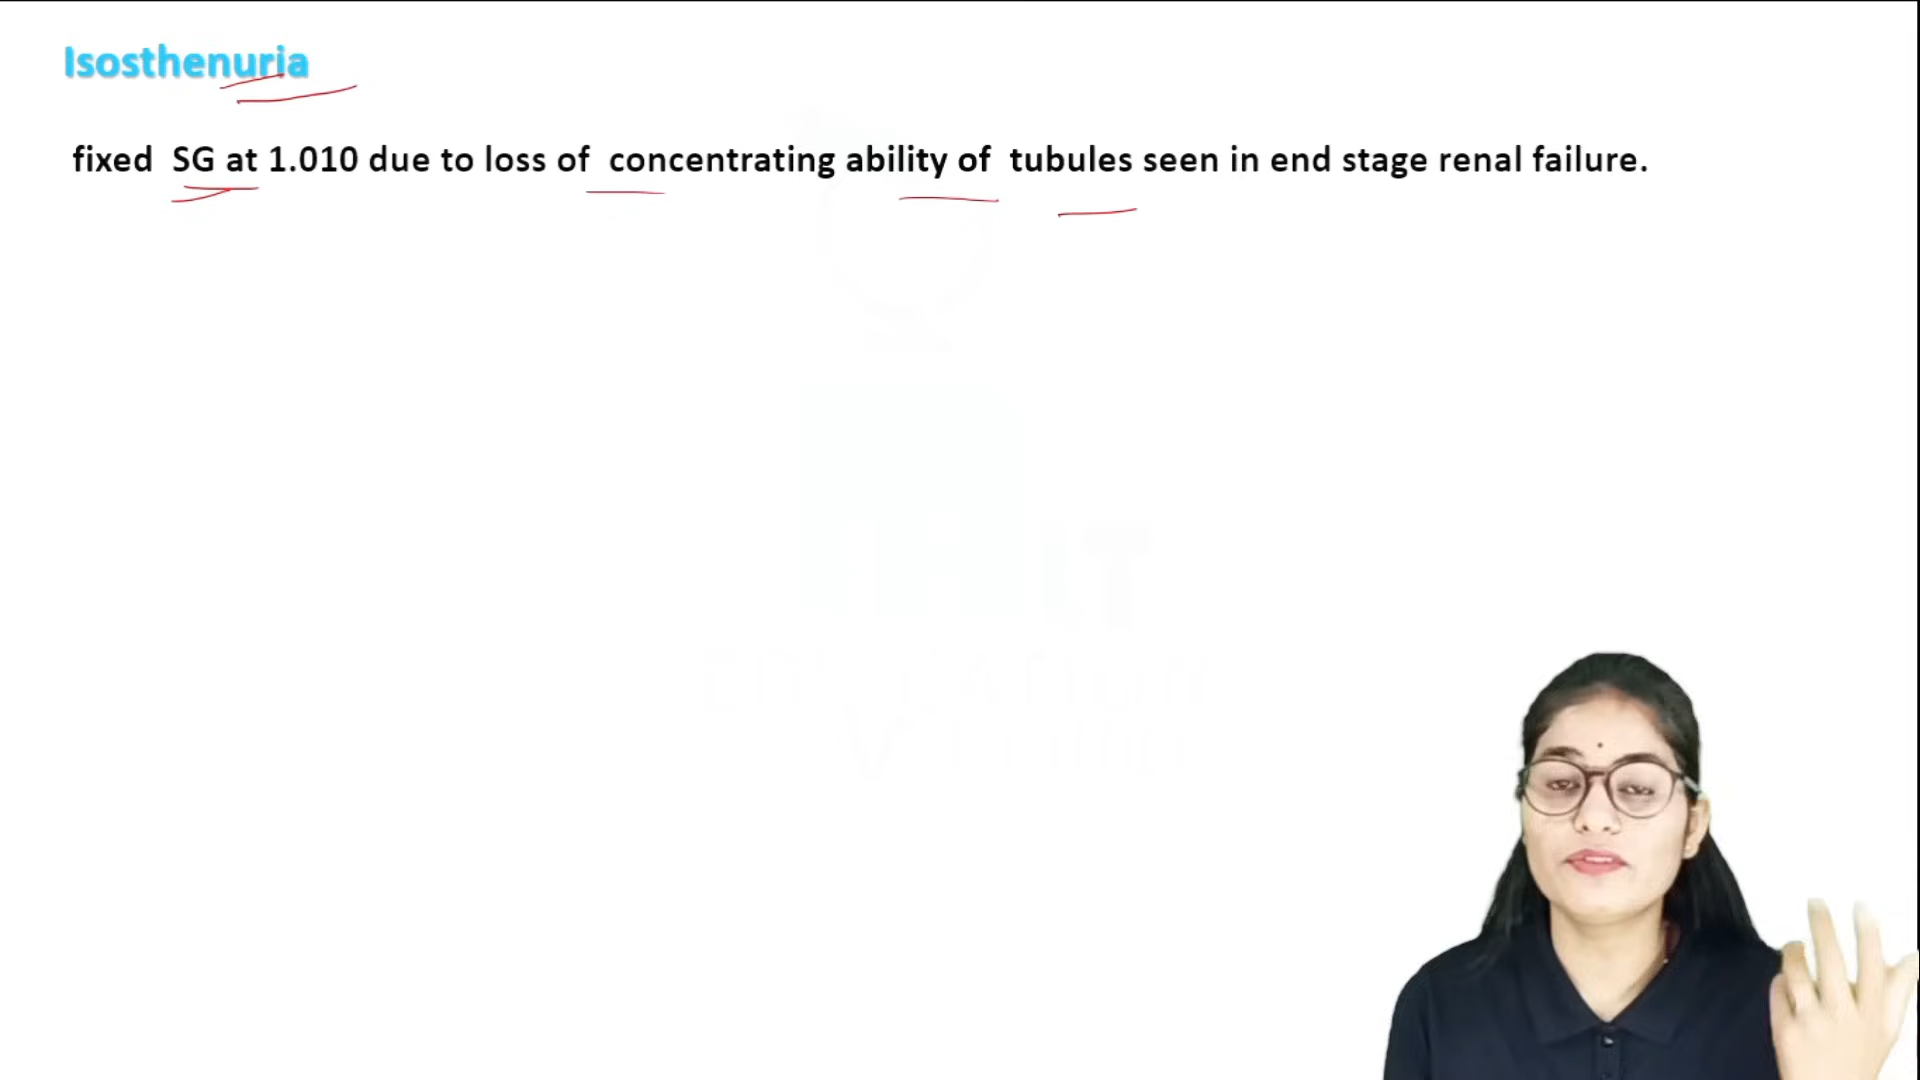 Isosthenuria
fixed SG at 1.010 due to loss of concentrating ability of tubules seen in end stage renal failure.